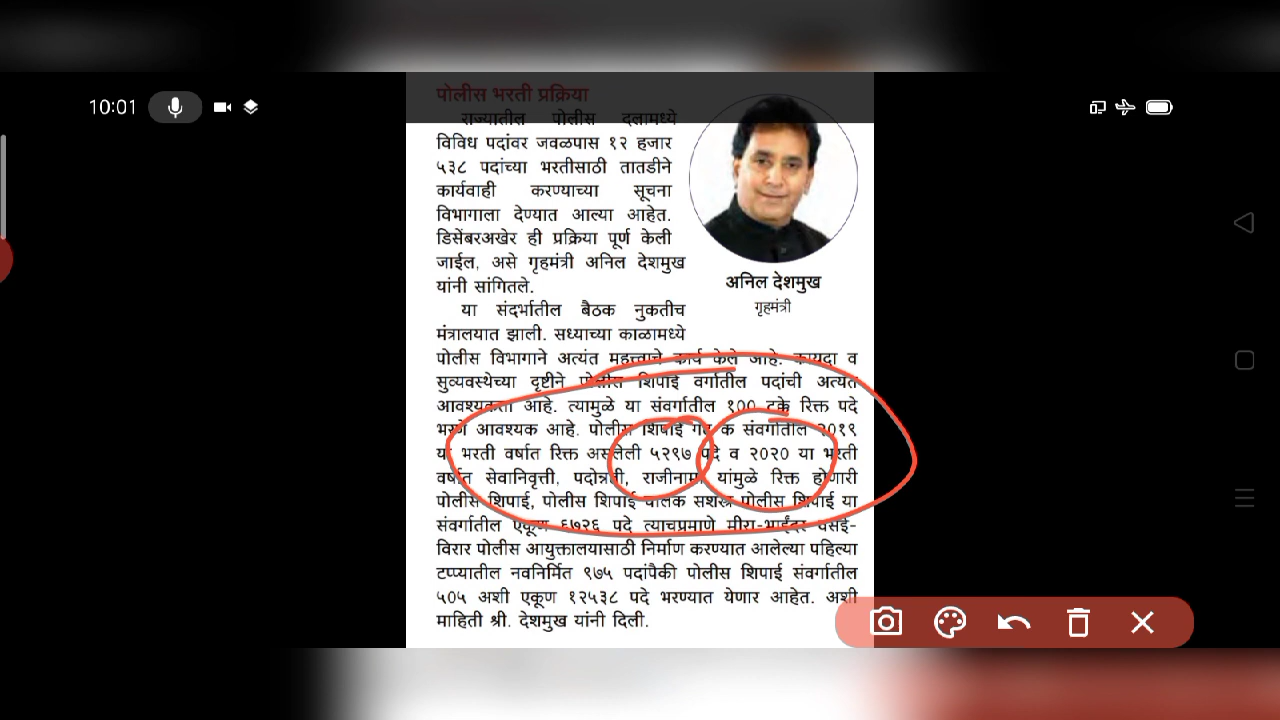 10:01
पोलीस भरती प्रक्रिया
राज्यातील पोलीस दलामध्ये
विविध पदांवर जवळपास १२ हजार
५३८ पदांच्या भरतीसाठी तातडीने
कार्यवाही करण्याच्या सूचना
विभागाला देण्यात आल्या आहेत.
डिसेंबरअखेर ही प्रक्रिया पूर्ण केली
जाईल, असे गृहमंत्री अनिल देशमुख
यांनी सांगितले.
अनिल देशमुख
गृहमंत्री
या संदर्भातील बैठक नुकतीच
मंत्रालयात झाली. सध्याच्या काळामध्ये
पोलीस विभागाने अत्यंत महत्त्वाचे कार्य केले आहे. कायदा व
सुव्यवस्थेच्या दृष्टीने पोलीस शिपाई वर्गातील पदांची अत्यंत
आवश्यकता आहे. त्यामुळे या संवर्गातील १०० टक्के रिक्त पदे
भरणे आवश्यक आहे. पोलीस शिपाई गट क संवर्गातील २०१९
या भरती वर्षात रिक्त असलेली ५२९७ पदे व २०२० या भरती
वर्षात सेवानिवृत्ती, पदोन्नती, राजीनामा यांमुळे रिक्त होणारी
पोलीस शिपाई, पोलीस शिपाई चालक सशस्त्र पोलीस शिपाई या
संवर्गातील एकूण ६७२६ पदे त्याचप्रमाणे मीरा-भाईंदर वसई-
विरार पोलीस आयुक्तालयासाठी निर्माण करण्यात आलेल्या पहिल्या
टप्प्यातील नवनिर्मित ९७५ पदांपैकी पोलीस शिपाई संवर्गातील
५०५ अशी एकूण १२५३८ पदे भरण्यात येणार आहेत. अशी
माहिती श्री. देशमुख यांनी दिली.